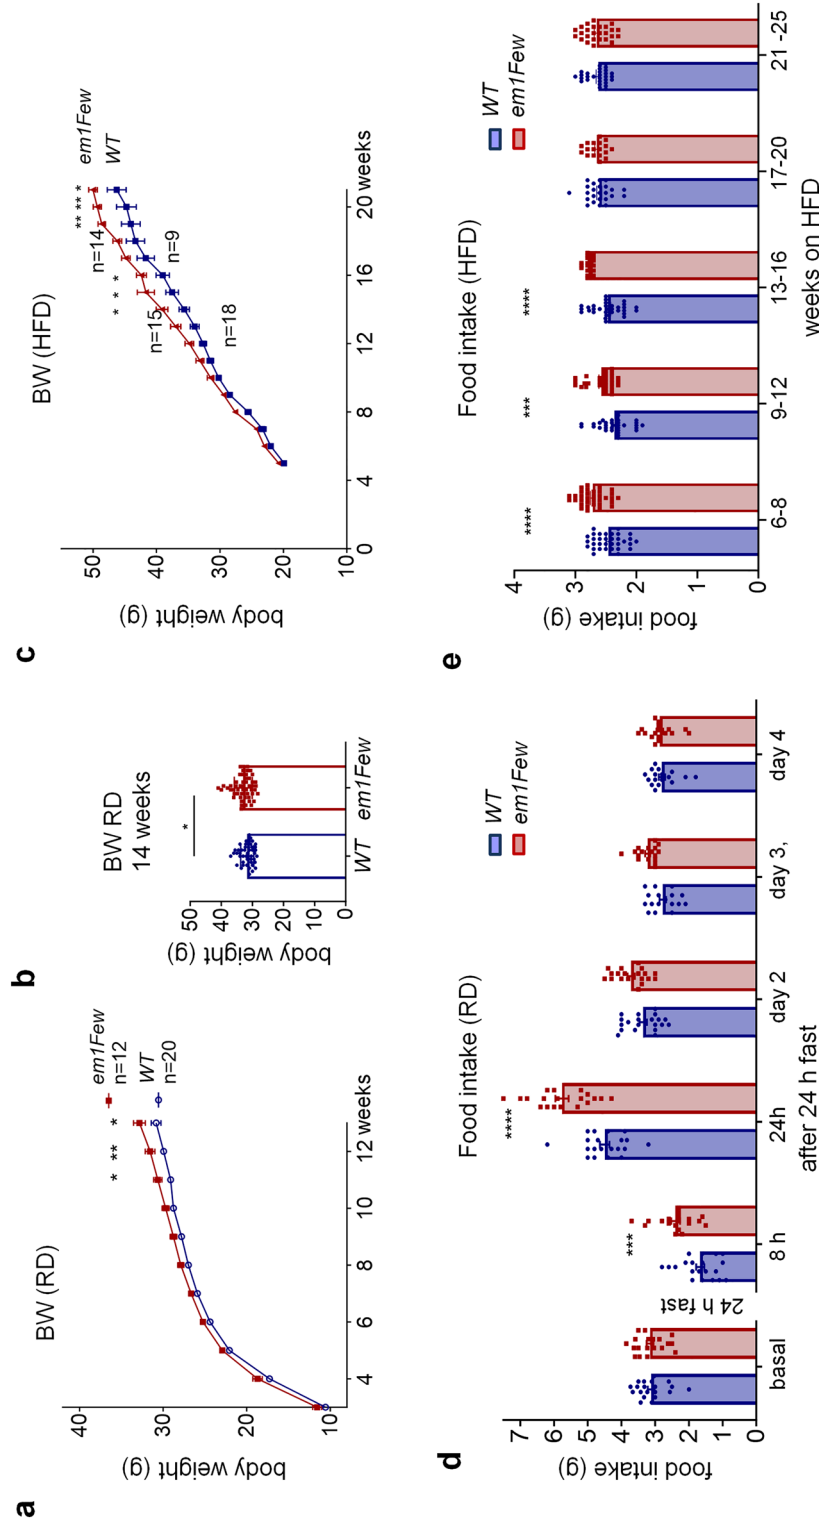 a
BW (RD)
body weight (g)
40
30
20
10
4
6
8
10
12 weeks
*
**
*
em1Few
n=12
WT
n=20
b
BW RD
14 weeks
body weight (g)
50
40
30
20
10
0
*
WT
em1Few
c
BW (HFD)
body weight (g)
50
40
30
20
10
0
4
8
12
16
20 weeks
n=15
n=18
n=14
n=9
* * *
** ** *
em1Few
WT
d
Food intake (RD)
WT
em1Few
food intake (g)
7
6
5
4
3
2
1
0
24 h fast
***
****
basal
8 h
24h
day 2
day 3,
day 4
after 24 h fast
e
Food intake (HFD)
WT
em1Few
food intake (g)
4
3
2
1
0
****
***
****
6-8
9-12
13-16
17-20
21 -25
weeks on HFD